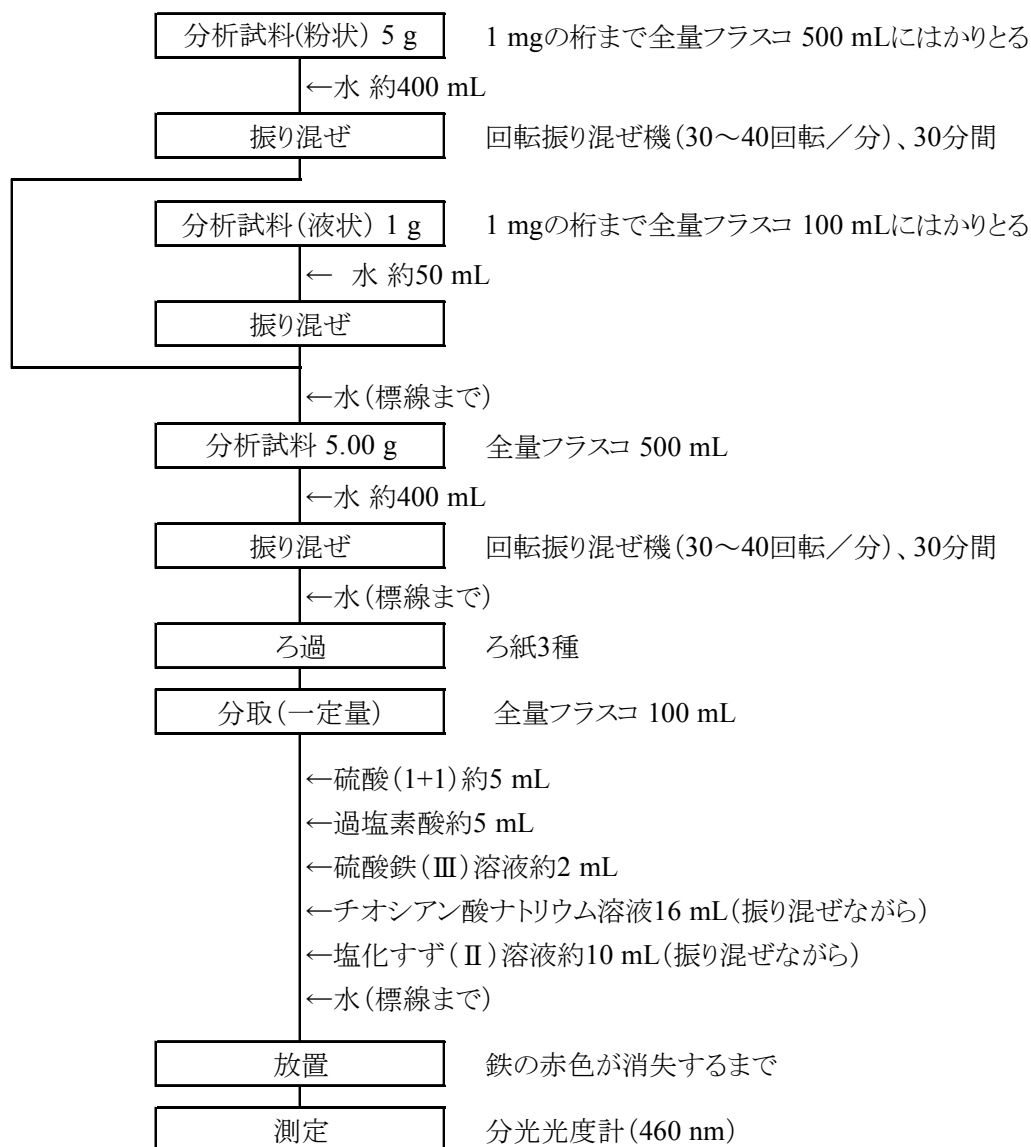 分析試料(粉状) 5 g 1 mgの桁まで全量フラスコ 500 mLにはかりとる
←水 約400 mL
振り混ぜ 回転振り混ぜ機(30～40回転／分)、30分間
分析試料(液状) 1 g 1 mgの桁まで全量フラスコ 100 mLにはかりとる
← 水 約50 mL
振り混ぜ
←水(標線まで)
分析試料 5.00 g 全量フラスコ 500 mL
←水 約400 mL
振り混ぜ 回転振り混ぜ機(30～40回転／分)、30分間
←水(標線まで)
ろ過 ろ紙3種
分取(一定量) 全量フラスコ 100 mL
←硫酸(1+1)約5 mL
←過塩素酸約5 mL
←硫酸鉄(Ⅲ)溶液約2 mL
←チオシアン酸ナトリウム溶液16 mL(振り混ぜながら)
←塩化すず(Ⅱ)溶液約10 mL(振り混ぜながら)
←水(標線まで)
放置 鉄の赤色が消失するまで
測定 分光光度計(460 nm)